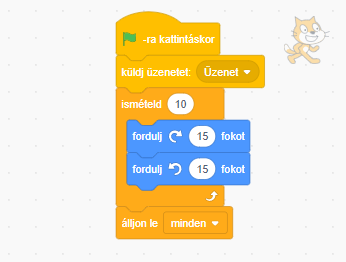 -ra kattintáskor
küldj üzenetet: Üzenet
ismételd 10
fordulj 15 fokot
fordulj 15 fokot
álljon le minden